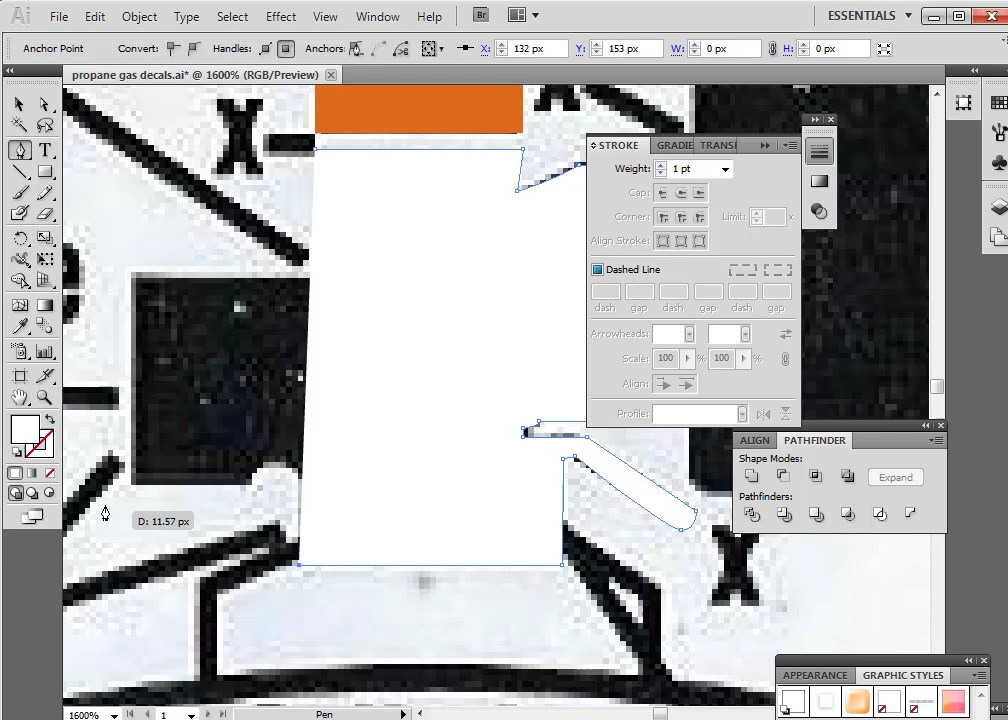 Ai File Edit Object Type Select Effect View Window Help Br ESSENTIALS
Anchor Point Convert: Handles: Anchors: X: 132 px Y: 153 px W: 0 px H: 0 px
propane gas decals.ai* @ 1600% (RGB/Preview)
STROKE GRADIE TRANSI
Weight: 1 pt
Cap:
Corner: Limit: x
Align Stroke:
Dashed Line
dash gap dash gap dash gap
Arrowheads:
Scale: 100 % 100 %
Align:
Profile:
ALIGN PATHFINDER
Shape Modes:
Expand
Pathfinders:
D: 11.57 px
APPEARANCE GRAPHIC STYLES
1600% 1 Pen